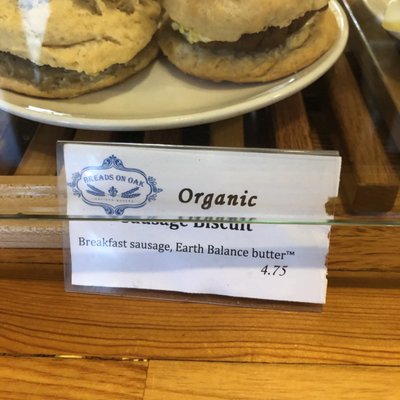 BREADS ON OAK
Organic
Sausage Biscuit
Breakfast sausage, Earth Balance butter™
4.75